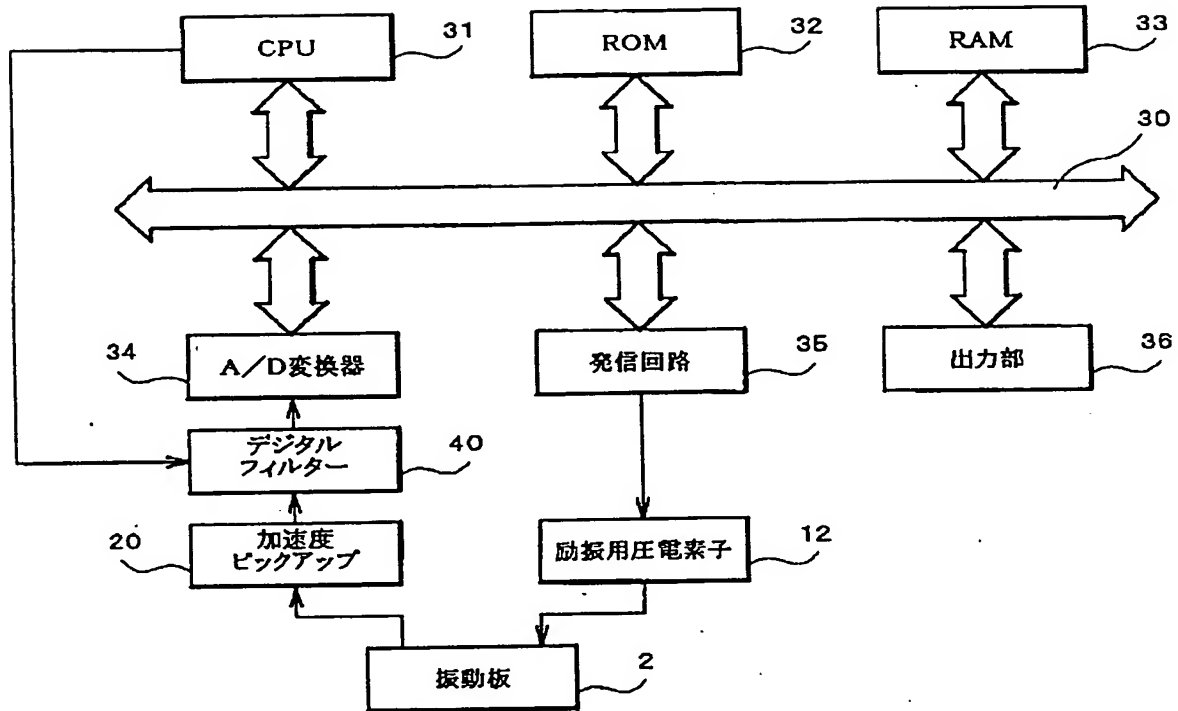 CPU
31
ROM
32
RAM
33
30
34
A/D変換器
発信回路
35
出力部
36
デジタル
フィルター
40
20
加速度
ピックアップ
励振用圧電素子
12
振動板
2